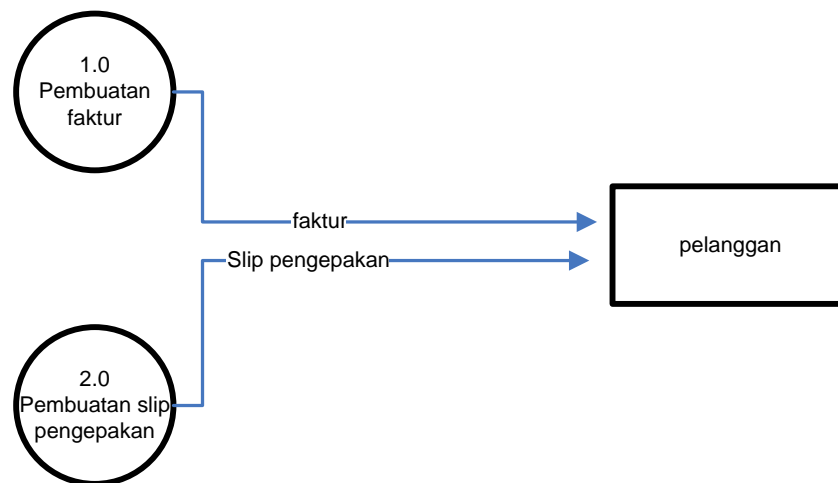 1.0
Pembuatan
faktur
faktur
Slip pengepakan
pelanggan
2.0
Pembuatan slip
pengepakan